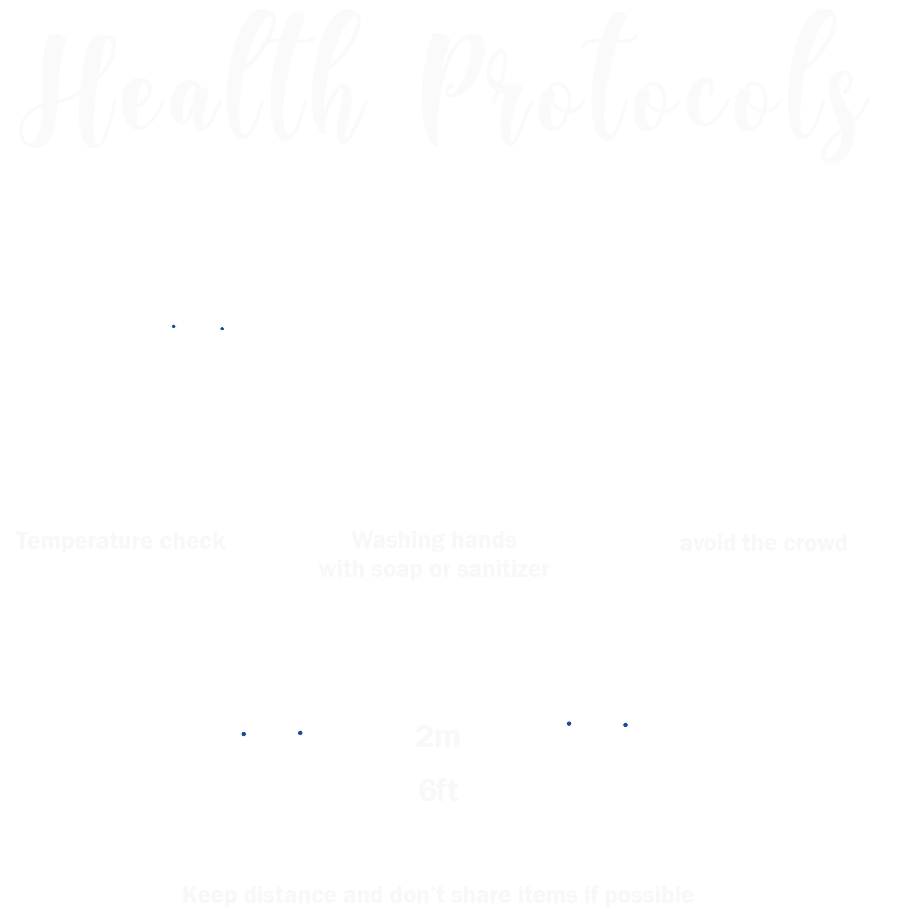 Health Protocols
Temperature check
Washing hands
with soap or sanitizer
avoid the crowd
2m
6ft
Keep distance and don't share items if possible